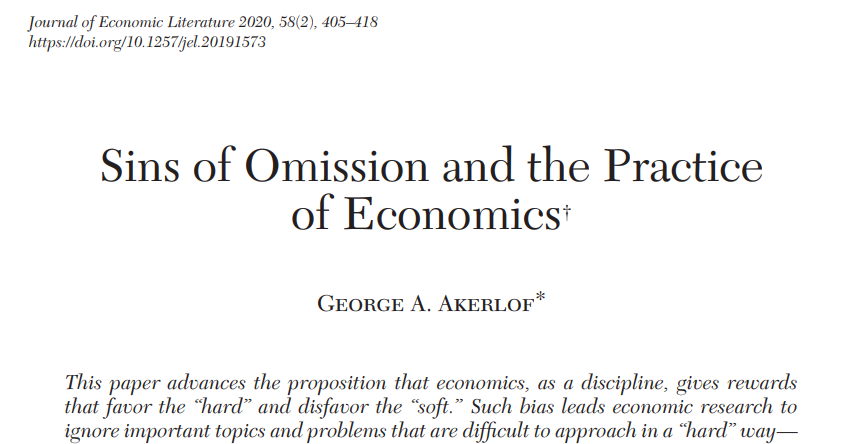 Journal of Economic Literature 2020, 58(2), 405–418
https://doi.org/10.1257/jel.20191573
Sins of Omission and the Practice
of Economics†
George A. Akerlof*
This paper advances the proposition that economics, as a discipline, gives rewards
that favor the “hard” and disfavor the “soft.” Such bias leads economic research to
ignore important topics and problems that are difficult to approach in a “hard” way—